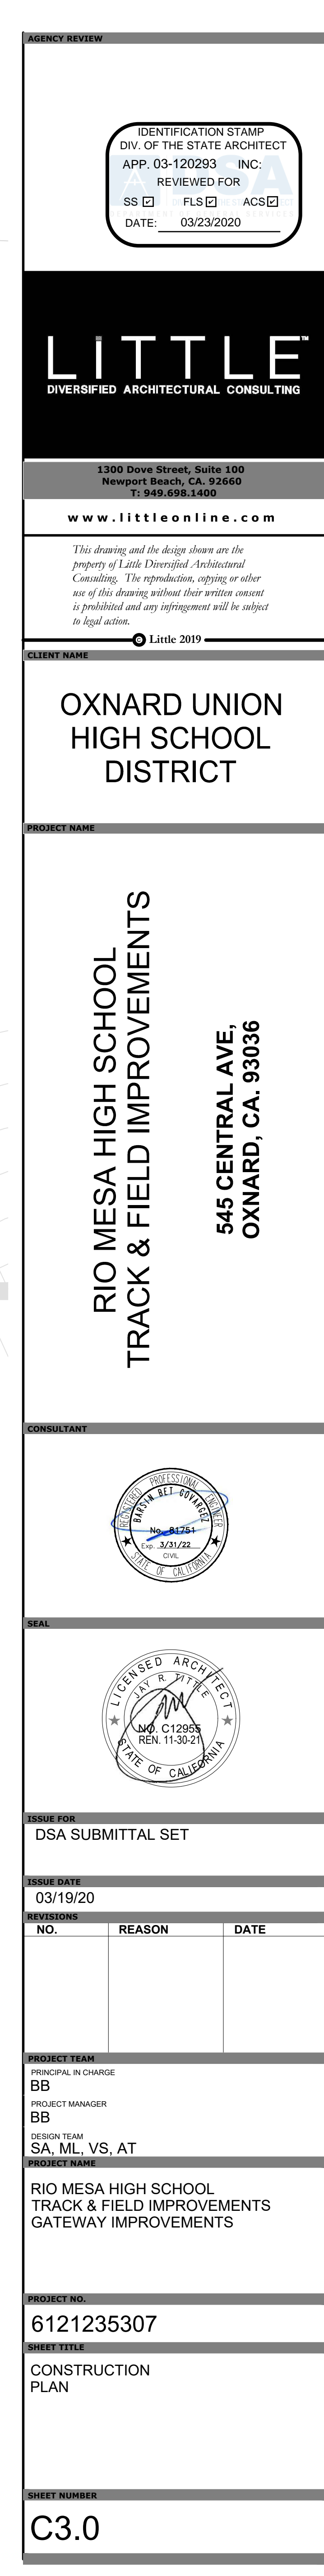 AGENCY REVIEW
IDENTIFICATION STAMP
DIV. OF THE STATE ARCHITECT
APP. 03-120293 INC:
REVIEWED FOR
SS ☑ FLS ☑ ACS ☑
DATE: 03/23/2020
LITTLE™
DIVERSIFIED ARCHITECTURAL CONSULTING
1300 Dove Street, Suite 100
Newport Beach, CA. 92660
T: 949.698.1400
www.littleonline.com
This drawing and the design shown are the
property of Little Diversified Architectural
Consulting. The reproduction, copying or other
use of this drawing without their written consent
is prohibited and any infringement will be subject
to legal action.
© Little 2019
CLIENT NAME
OXNARD UNION
HIGH SCHOOL
DISTRICT
PROJECT NAME
RIO MESA HIGH SCHOOL
TRACK & FIELD IMPROVEMENTS
545 CENTRAL AVE,
OXNARD, CA. 93036
CONSULTANT
REGISTERED PROFESSIONAL ENGINEER
BARSIN BET GOVARGEZ
No. 81751
Exp. 3/31/22
CIVIL
STATE OF CALIFORNIA
SEAL
LICENSED ARCHITECT
JAY R. TITTLE
NO. C12955
REN. 11-30-21
STATE OF CALIFORNIA
ISSUE FOR
DSA SUBMITTAL SET
ISSUE DATE
03/19/20
REVISIONS
NO. REASON DATE
PROJECT TEAM
PRINCIPAL IN CHARGE
BB
PROJECT MANAGER
BB
DESIGN TEAM
SA, ML, VS, AT
PROJECT NAME
RIO MESA HIGH SCHOOL
TRACK & FIELD IMPROVEMENTS
GATEWAY IMPROVEMENTS
PROJECT NO.
6121235307
SHEET TITLE
CONSTRUCTION
PLAN
SHEET NUMBER
C3.0